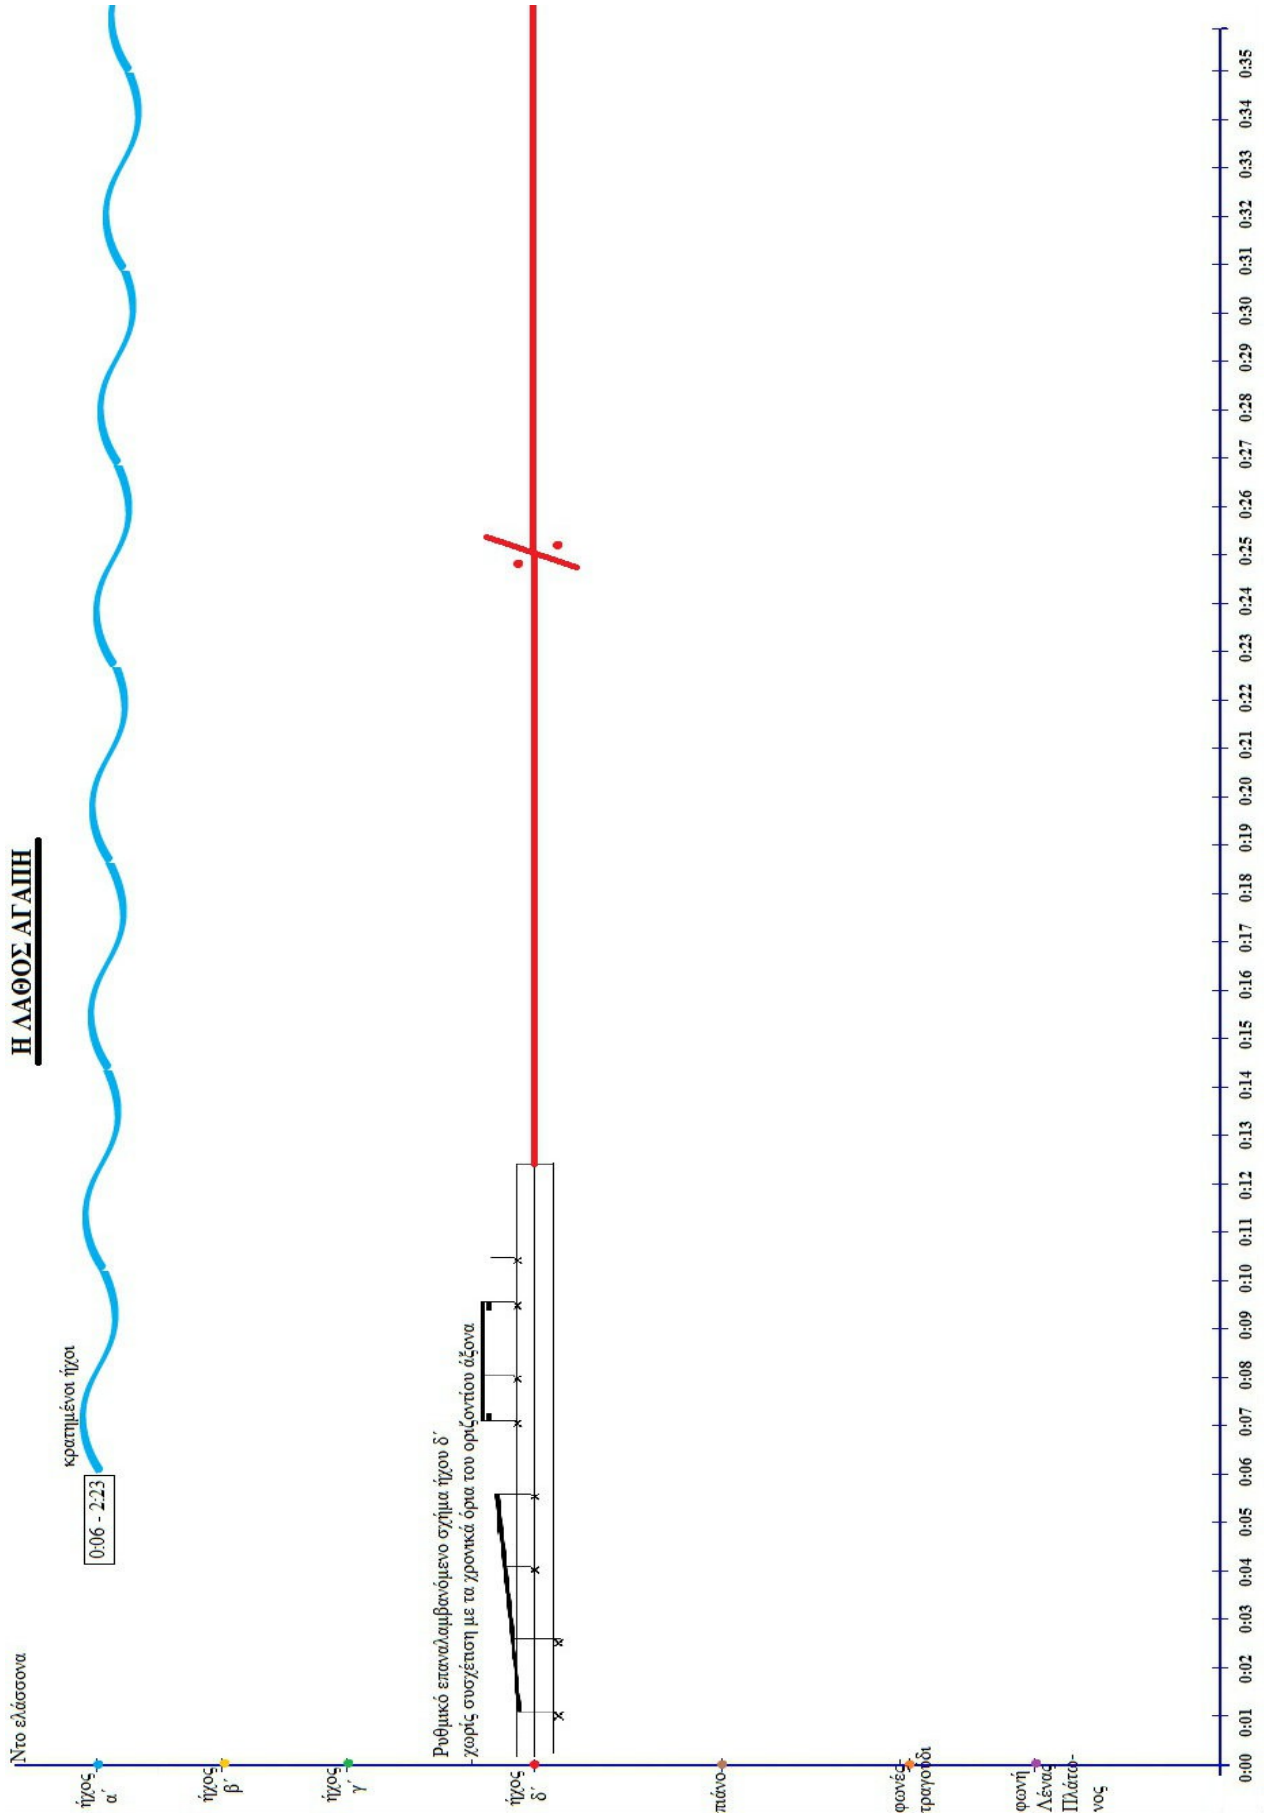 Η ΛΑΘΟΣ ΑΓΑΠΗ
Ντο ελάσσονα
κρατημένοι ήχοι
0:06 - 2:23
ήχος
α΄
ήχος
β΄
ήχος
γ΄
Ρυθμικό επαναλαμβανόμενο σχήμα ήχου δ΄
-χωρίς συσχέτιση με τα χρονικά όρια του οριζοντίου άξονα
ήχος
δ΄
πιάνο
φωνές-
τραγούδι
φωνή
Λένας
Πλάτω-
νος
0:00 0:01 0:02 0:03 0:04 0:05 0:06 0:07 0:08 0:09 0:10 0:11 0:12 0:13 0:14 0:15 0:16 0:17 0:18 0:19 0:20 0:21 0:22 0:23 0:24 0:25 0:26 0:27 0:28 0:29 0:30 0:31 0:32 0:33 0:34 0:35